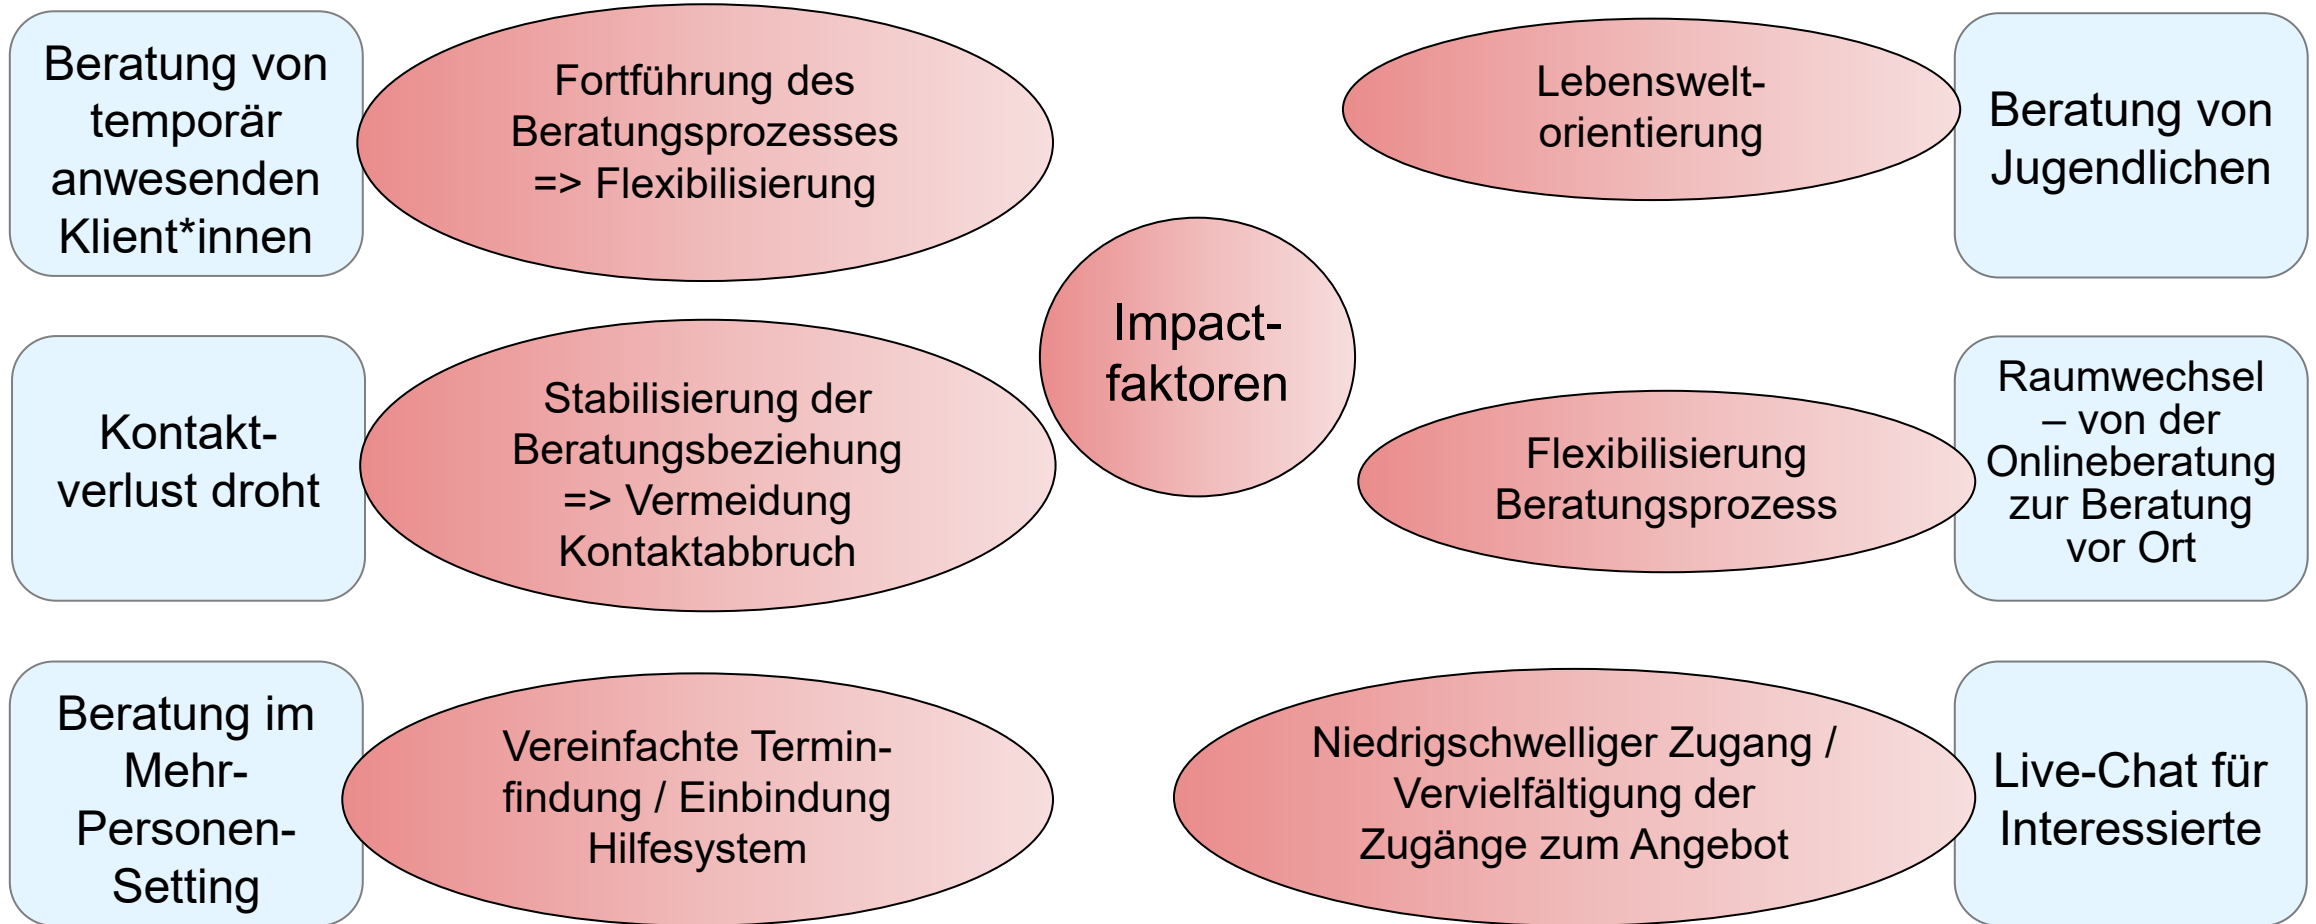 Beratung von
temporär
anwesenden
Klient*innen
Fortführung des
Beratungsprozesses
=> Flexibilisierung
Lebenswelt-
orientierung
Beratung von
Jugendlichen
Impact-
faktoren
Kontakt-
verlust droht
Stabilisierung der
Beratungsbeziehung
=> Vermeidung
Kontaktabbruch
Flexibilisierung
Beratungsprozess
Raumwechsel
– von der
Onlineberatung
zur Beratung
vor Ort
Beratung im
Mehr-
Personen-
Setting
Vereinfachte Termin-
findung / Einbindung
Hilfesystem
Niedrigschwelliger Zugang /
Vervielfältigung der
Zugänge zum Angebot
Live-Chat für
Interessierte